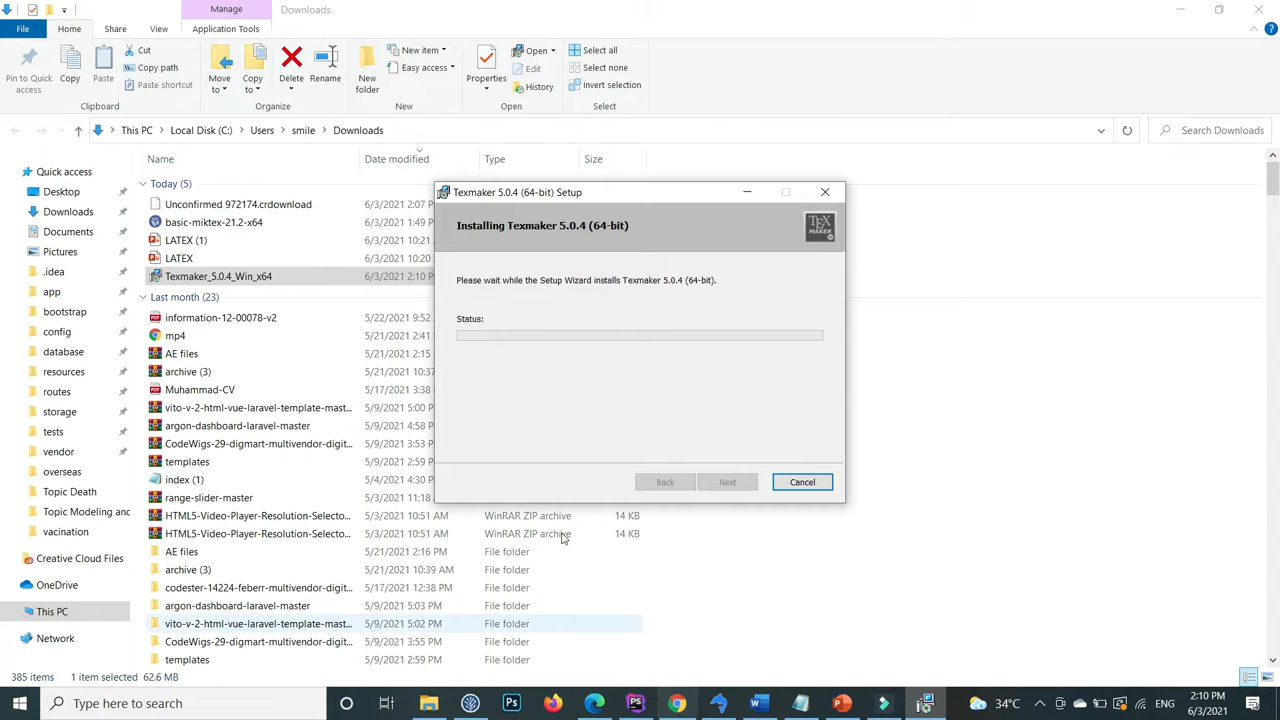 Manage
Downloads
File
Home
Share
View
Application Tools
Pin to Quick access
Copy
Paste
Cut
Copy path
Paste shortcut
Move to
Copy to
Delete
Rename
New folder
New item
Easy access
Properties
Open
Edit
History
Select all
Select none
Invert selection
Clipboard
Organize
New
Open
Select
This PC
Local Disk (C:)
Users
smile
Downloads
Search Downloads
Quick access
Desktop
Downloads
Documents
Pictures
.idea
app
bootstrap
config
database
resources
routes
storage
tests
vendor
overseas
Topic Death
Topic Modeling and
vacination
Creative Cloud Files
OneDrive
This PC
Network
Name Date modified Type Size
Today (5)
Unconfirmed 972174.crdownload 6/3/2021 2:07 P
basic-miktex-21.2-x64 6/3/2021 1:49 P
LATEX (1) 6/3/2021 10:21
LATEX 6/3/2021 10:20
Texmaker_5.0.4_Win_x64 6/3/2021 2:10 P
Last month (23)
information-12-00078-v2 5/22/2021 9:52
mp4 5/21/2021 2:41
AE files 5/21/2021 2:15
archive (3) 5/21/2021 10:37
Muhammad-CV 5/17/2021 3:38
vito-v-2-html-vue-laravel-template-mast... 5/9/2021 5:00 P
argon-dashboard-laravel-master 5/9/2021 4:58 P
CodeWigs-29-digmart-multivendor-digit... 5/9/2021 3:53 P
templates 5/9/2021 2:59 P
index (1) 5/4/2021 4:30 P
range-slider-master 5/3/2021 11:18
HTML5-Video-Player-Resolution-Selecto... 5/3/2021 10:51 AM WinRAR ZIP archive 14 KB
HTML5-Video-Player-Resolution-Selecto... 5/3/2021 10:51 AM WinRAR ZIP archive 14 KB
AE files 5/21/2021 2:16 PM File folder
archive (3) 5/21/2021 10:39 AM File folder
codester-14224-feberr-multivendor-digit... 5/17/2021 12:38 PM File folder
argon-dashboard-laravel-master 5/9/2021 5:03 PM File folder
vito-v-2-html-vue-laravel-template-mast... 5/9/2021 5:02 PM File folder
CodeWigs-29-digmart-multivendor-digit... 5/9/2021 3:55 PM File folder
templates 5/9/2021 2:59 PM File folder
Texmaker 5.0.4 (64-bit) Setup
Installing Texmaker 5.0.4 (64-bit)
TEX
MAKER
Please wait while the Setup Wizard installs Texmaker 5.0.4 (64-bit).
Status:
Back
Next
Cancel
385 items 1 item selected 62.6 MB
Type here to search
Ps
PS
W
P
34°C
ENG
2:10 PM
6/3/2021